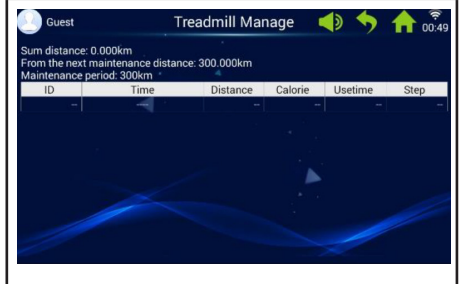 Guest
Treadmill Manage
00:49
Sum distance: 0.000km
From the next maintenance distance: 300.000km
Maintenance period: 300km
ID Time Distance Calorie Usetime Step
-- ---- -- -- -- --